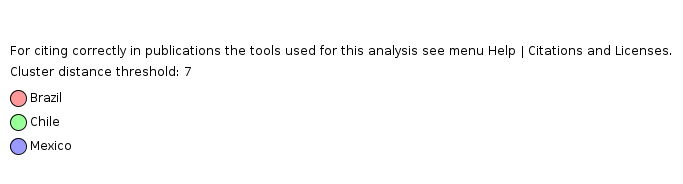 For citing correctly in publications the tools used for this analysis see menu Help | Citations and Licenses.
Cluster distance threshold: 7
Brazil
Chile
Mexico